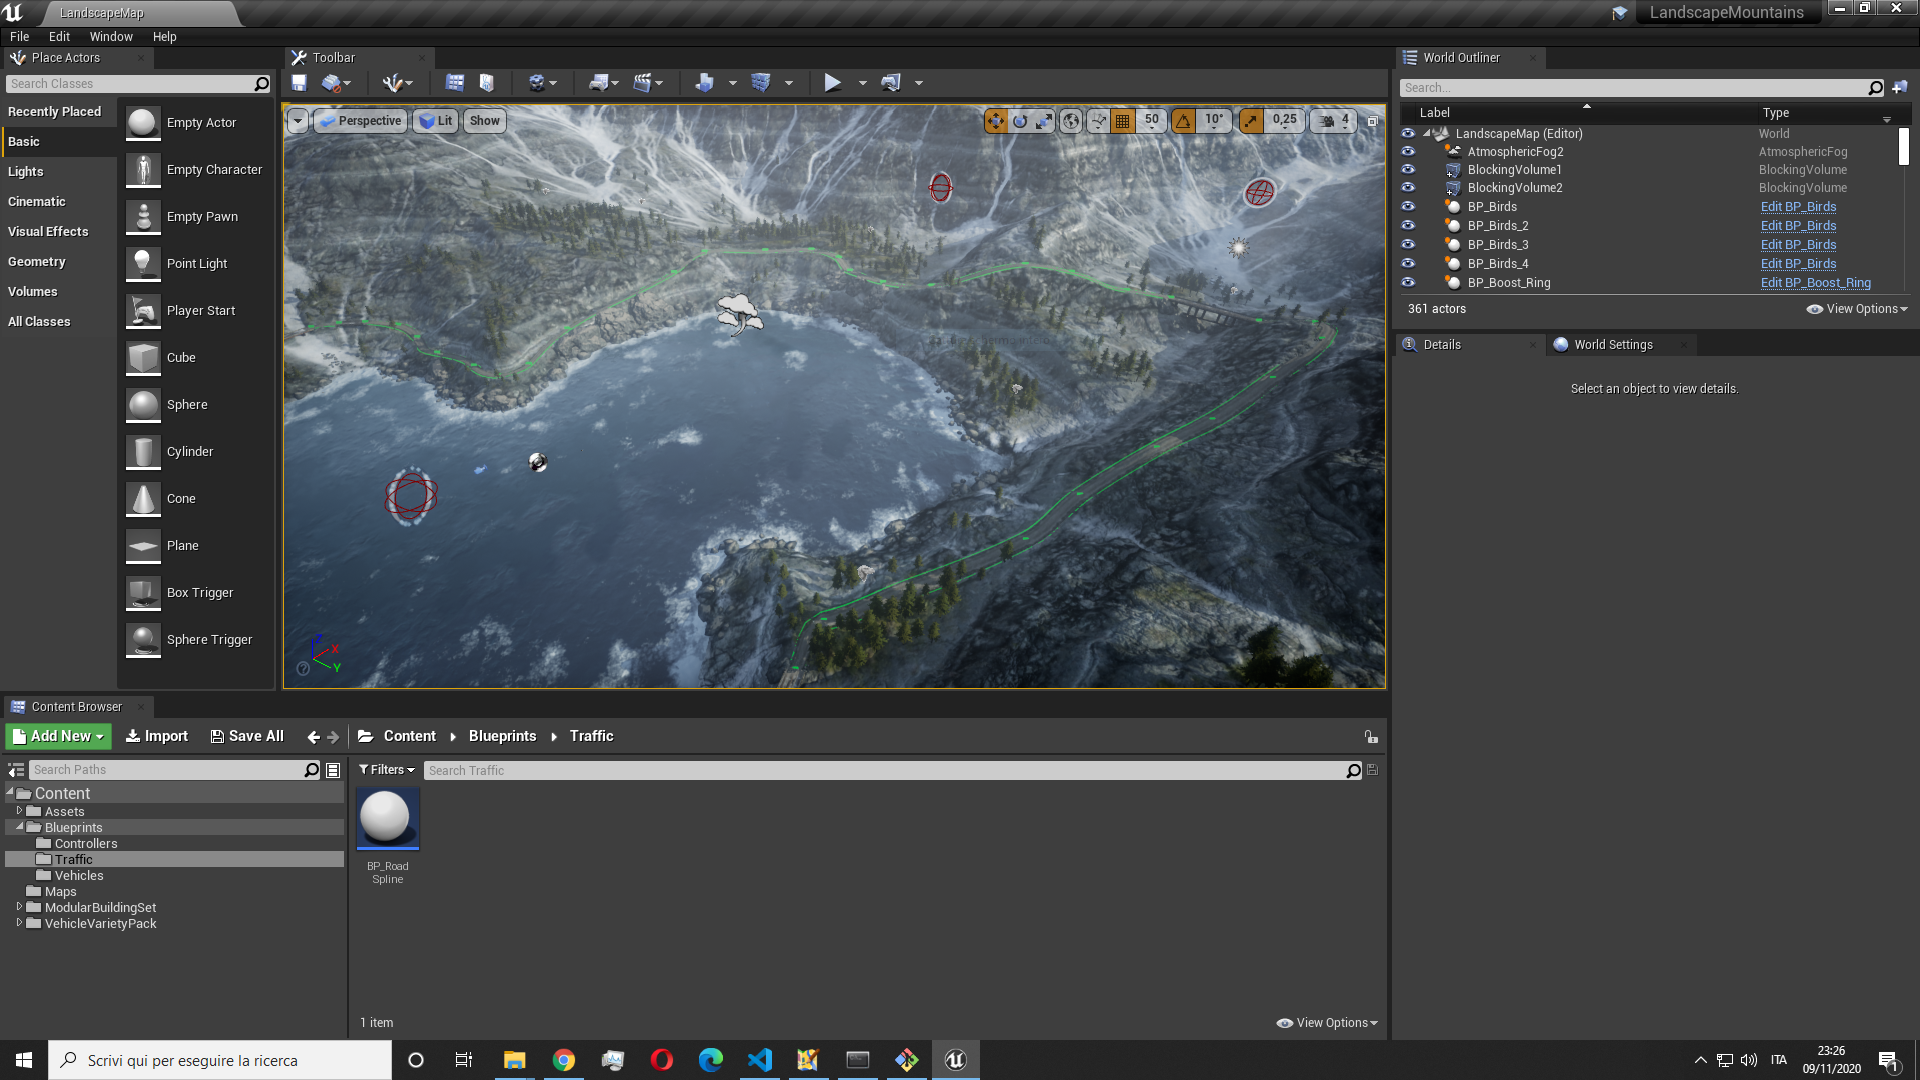 LandscapeMap
LandscapeMountains
File Edit Window Help
Place Actors
Toolbar
World Outliner
Search Classes
Search...
Recently Placed
Basic
Lights
Cinematic
Visual Effects
Geometry
Volumes
All Classes
Empty Actor
Empty Character
Empty Pawn
Point Light
Player Start
Cube
Sphere
Cylinder
Cone
Plane
Box Trigger
Sphere Trigger
Perspective Lit Show
50 10° 0,25 4
Z X Y
Label Type
LandscapeMap (Editor) World
AtmosphericFog2 AtmosphericFog
BlockingVolume1 BlockingVolume
BlockingVolume2 BlockingVolume
BP_Birds Edit BP_Birds
BP_Birds_2 Edit BP_Birds
BP_Birds_3 Edit BP_Birds
BP_Birds_4 Edit BP_Birds
BP_Boost_Ring Edit BP_Boost_Ring
361 actors View Options
Details World Settings
Select an object to view details.
Content Browser
Add New Import Save All Content Blueprints Traffic
Search Paths
Filters Search Traffic
Content
Assets
Blueprints
Controllers
Traffic
Vehicles
Maps
ModularBuildingSet
VehicleVarietyPack
BP_Road
Spline
1 item View Options
Scrivi qui per eseguire la ricerca
ITA
23:26
09/11/2020
1